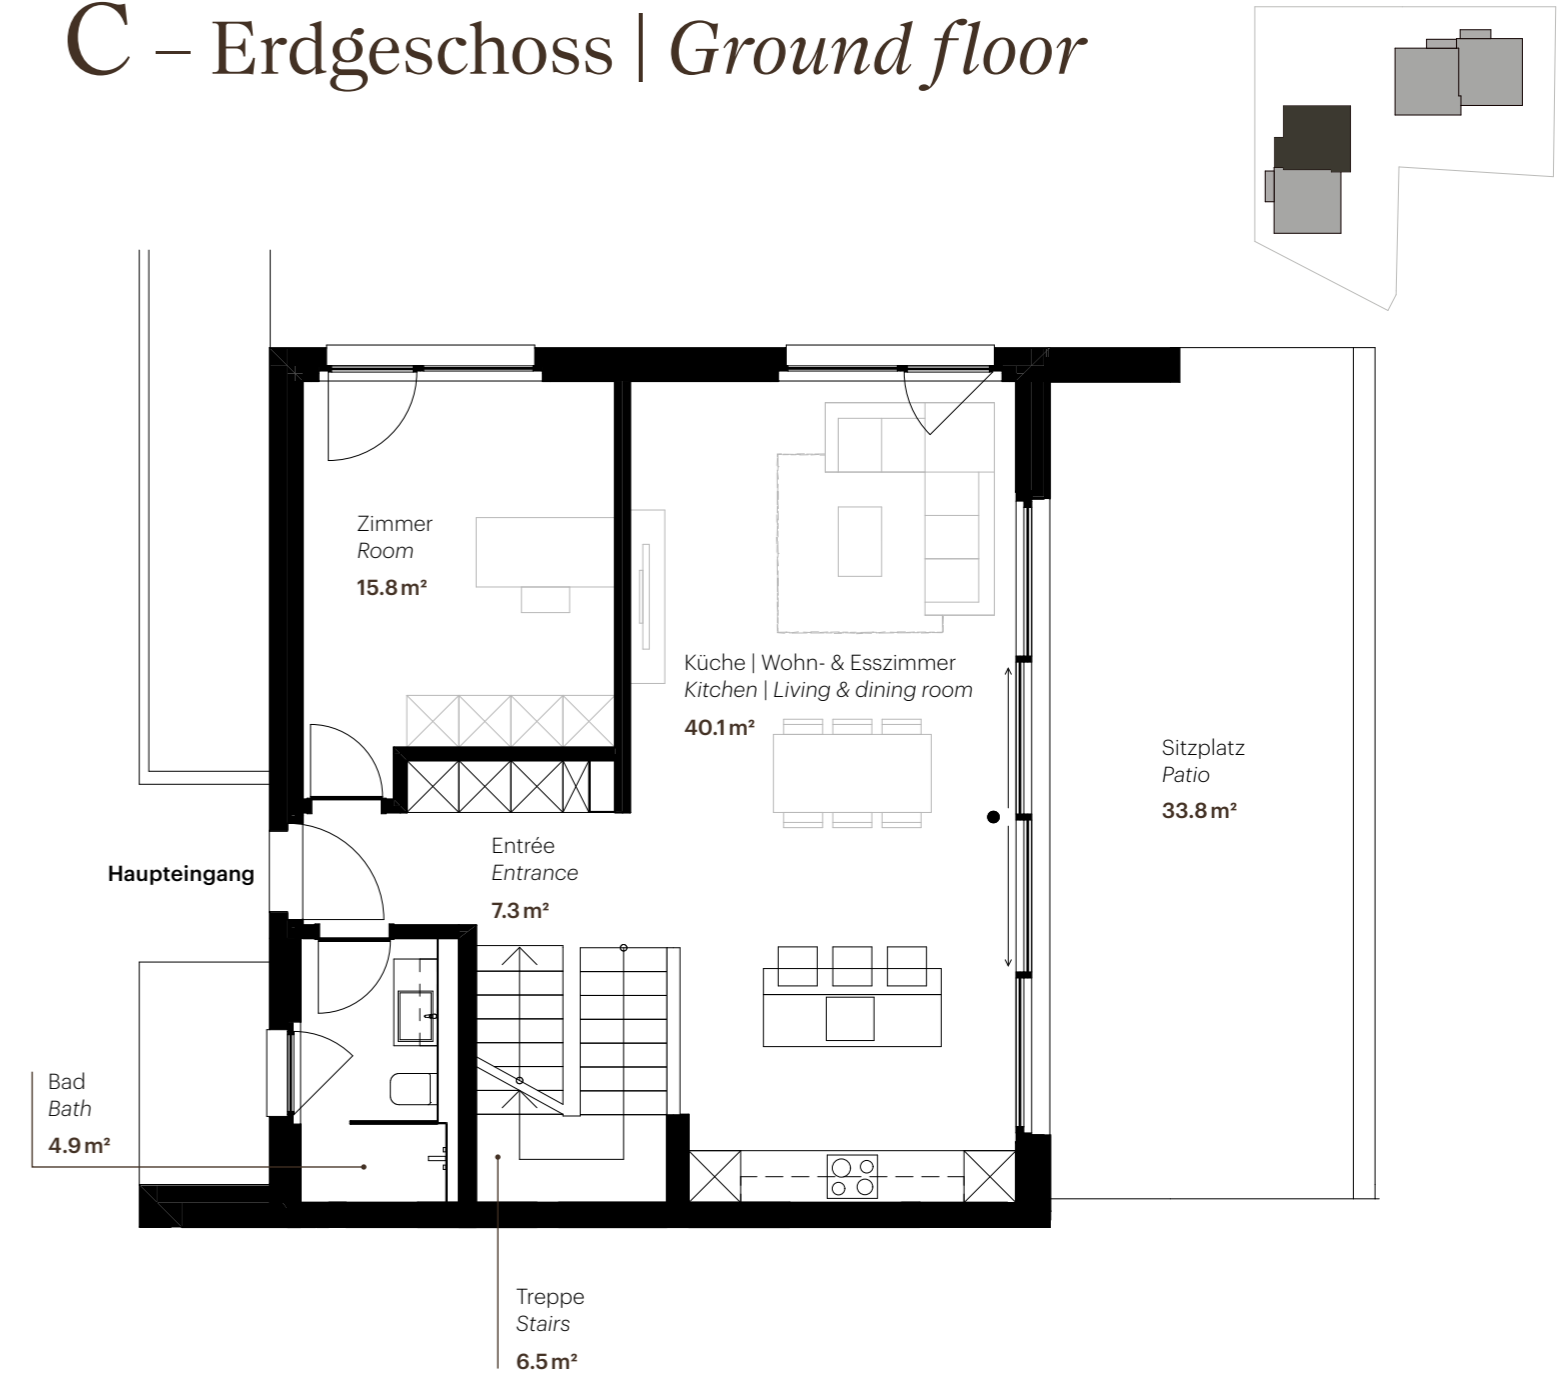 C – Erdgeschoss | Ground floor
Zimmer
Room
15.8 m²
Küche | Wohn- & Esszimmer
Kitchen | Living & dining room
40.1 m²
Sitzplatz
Patio
33.8 m²
Entrée
Entrance
7.3 m²
Haupteingang
Bad
Bath
4.9 m²
Treppe
Stairs
6.5 m²